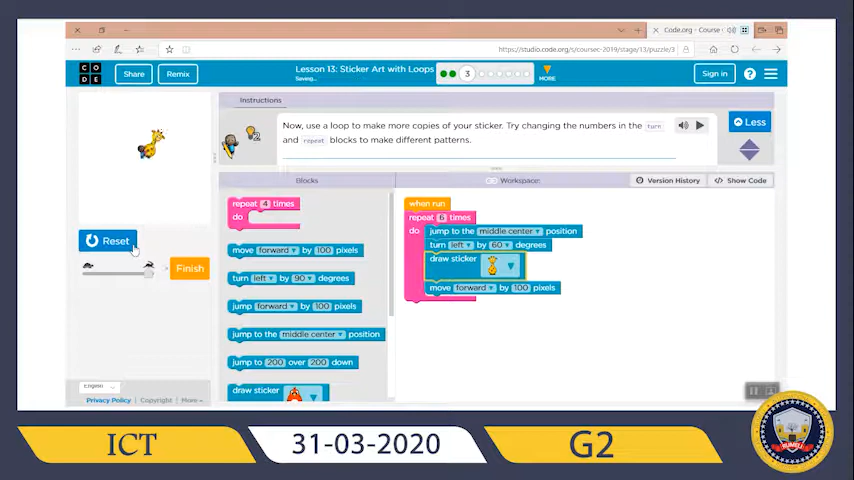 Code.org - Course
https://studio.code.org/s/coursec-2019/stage/13/puzzle/3
CODE
Share
Remix
Lesson 13: Sticker Art with Loops
Saving...
3
MORE
Sign in
Instructions
2
Now, use a loop to make more copies of your sticker. Try changing the numbers in the turn
and repeat blocks to make different patterns.
Less
Blocks
Workspace:
Version History
</> Show Code
repeat 4 times
do
move forward by 100 pixels
turn left by 90 degrees
jump forward by 100 pixels
jump to the middle center position
jump to 200 over 200 down
draw sticker
when run
repeat 6 times
do
jump to the middle center position
turn left by 60 degrees
draw sticker
move forward by 100 pixels
Reset
Finish
English
Privacy Policy | Copyright | More
ICT
31-03-2020
G2